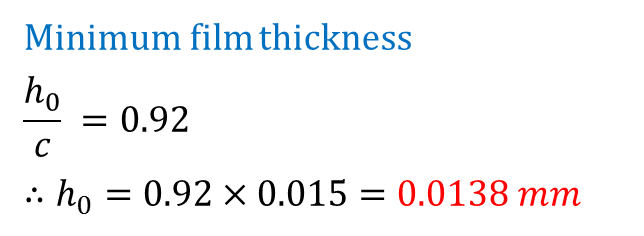 Minimum film thickness
h₀/c = 0.92
∴ h₀ = 0.92 × 0.015 = 0.0138 mm